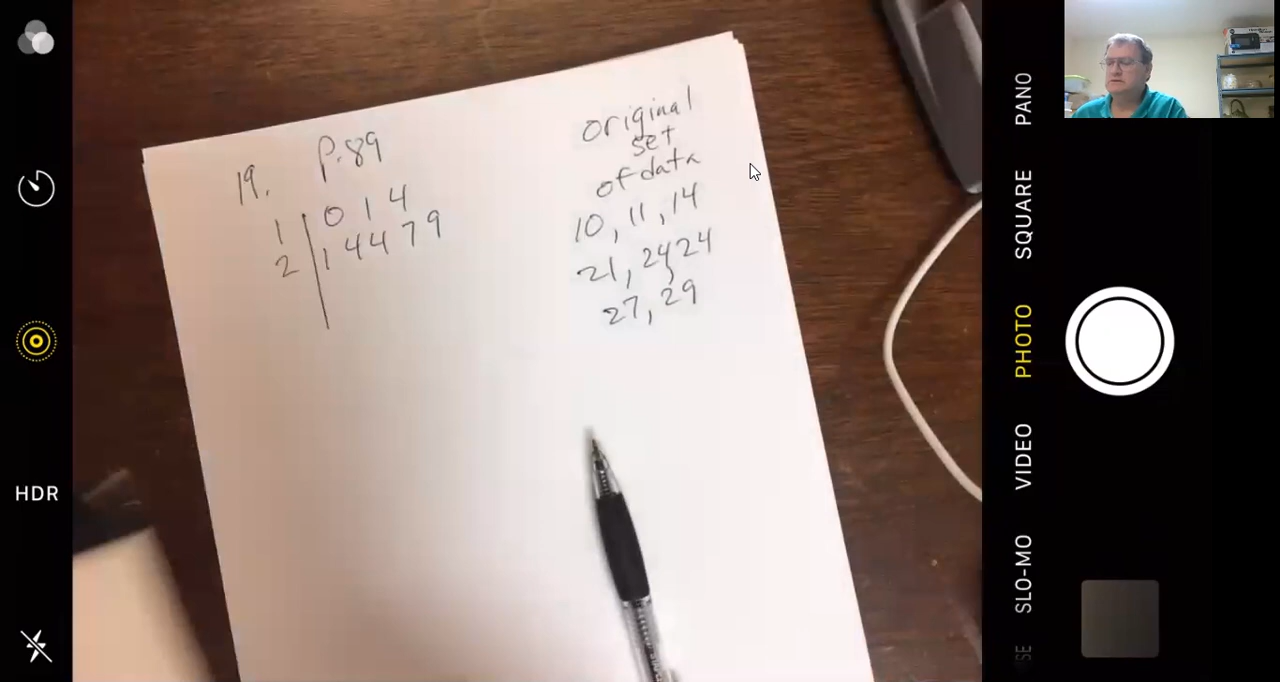 19. p.89
1 | 0 1 4
2 | 1 4 4 7 9
original
set
of data
10, 11, 14
21, 24, 24
27, 29
HDR
PANO
SQUARE
PHOTO
VIDEO
SLO-MO
SE